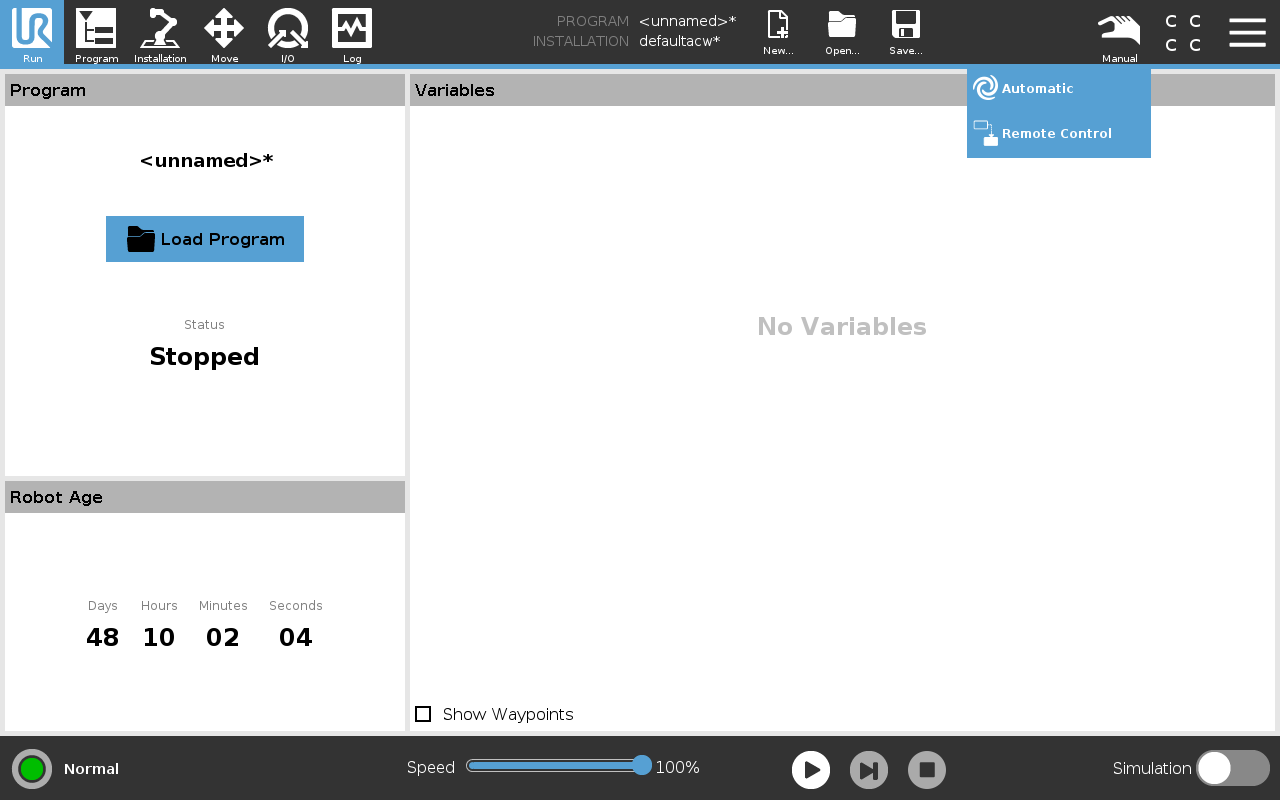 Run
Program
Installation
Move
I/O
Log
PROGRAM <unnamed>*
INSTALLATION defaultacw*
New...
Open...
Save...
Manual
C C
C C
Automatic
Remote Control
Program
<unnamed>*
Load Program
Status
Stopped
Robot Age
Days Hours Minutes Seconds
48 10 02 04
Variables
No Variables
Show Waypoints
Normal
Speed 100%
Simulation